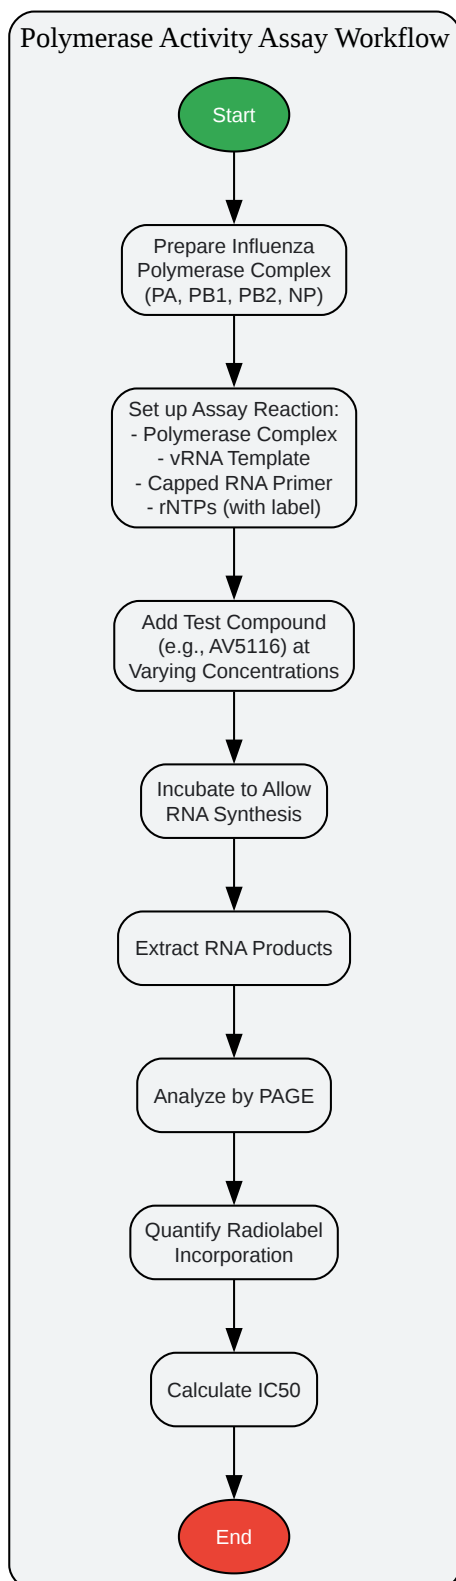 Polymerase Activity Assay Workflow
Start
Prepare Influenza
Polymerase Complex
(PA, PB1, PB2, NP)
Set up Assay Reaction:
- Polymerase Complex
- vRNA Template
- Capped RNA Primer
- rNTPs (with label)
Add Test Compound
(e.g., AV5116) at
Varying Concentrations
Incubate to Allow
RNA Synthesis
Extract RNA Products
Analyze by PAGE
Quantify Radiolabel
Incorporation
Calculate IC50
End